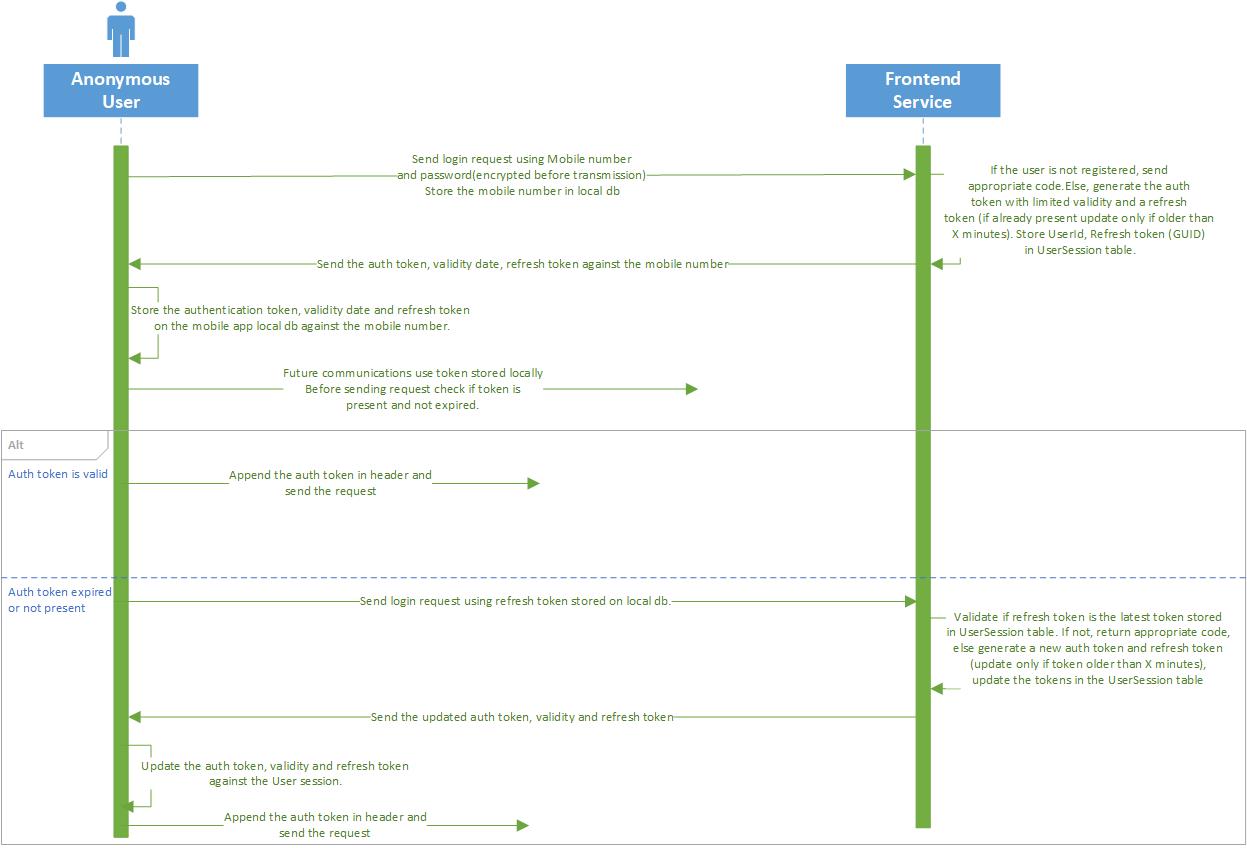 Anonymous
User
Frontend
Service
Send login request using Mobile number
and password(encrypted before transmission)
Store the mobile number in local db
If the user is not registered, send
appropriate code.Else, generate the auth
token with limited validity and a refresh
token (if already present update only if older than
X minutes). Store UserId, Refresh token (GUID)
in UserSession table.
Send the auth token, validity date, refresh token against the mobile number
Store the authentication token, validity date and refresh token
on the mobile app local db against the mobile number.
Future communications use token stored locally
Before sending request check if token is
present and not expired.
Alt
Auth token is valid
Append the auth token in header and
send the request
Auth token expired
or not present
Send login request using refresh token stored on local db.
Validate if refresh token is the latest token stored
in UserSession table. If not, return appropriate code,
else generate a new auth token and refresh token
(update only if token older than X minutes),
update the tokens in the UserSession table
Send the updated auth token, validity and refresh token
Update the auth token, validity and refresh token
against the User session.
Append the auth token in header and
send the request